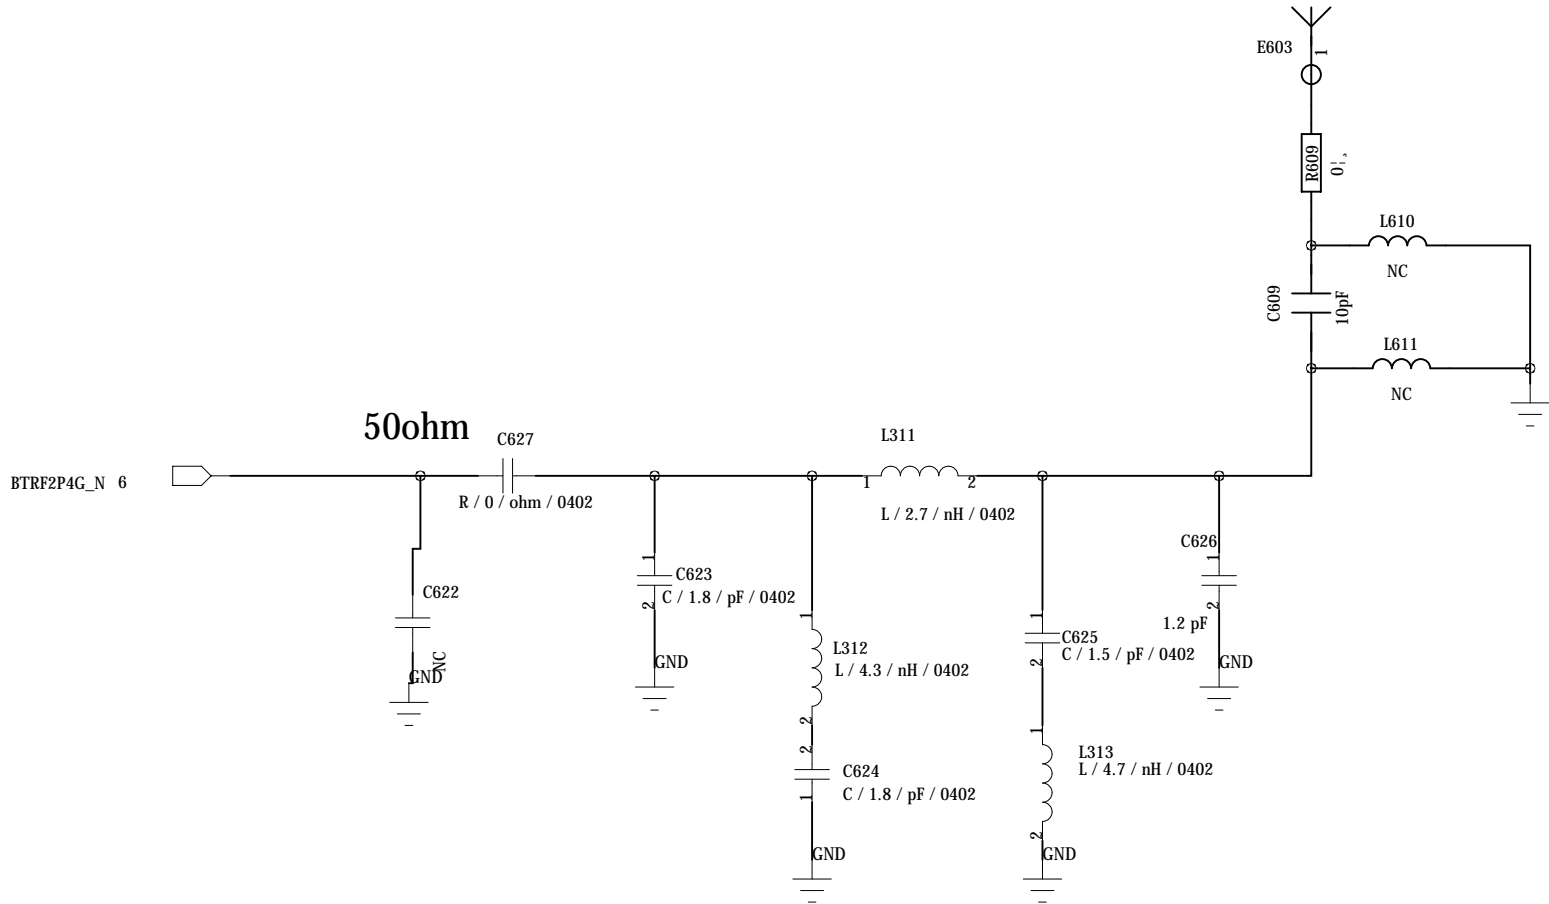 E603
1
R609
L610
NC
C609
10pF
L611
NC
50ohm
C627
L311
BTRF2P4G_N 6
1
2
R / 0 / ohm / 0402
L / 2.7 / nH / 0402
C626
1
1
C623
C / 1.8 / pF / 0402
2
C622
NC
GND
GND
1
L312
L / 4.3 / nH / 0402
2
2
C624
C / 1.8 / pF / 0402
1
GND
1
C625
C / 1.5 / pF / 0402
2
2
1.2 pF
GND
1
L313
L / 4.7 / nH / 0402
2
GND